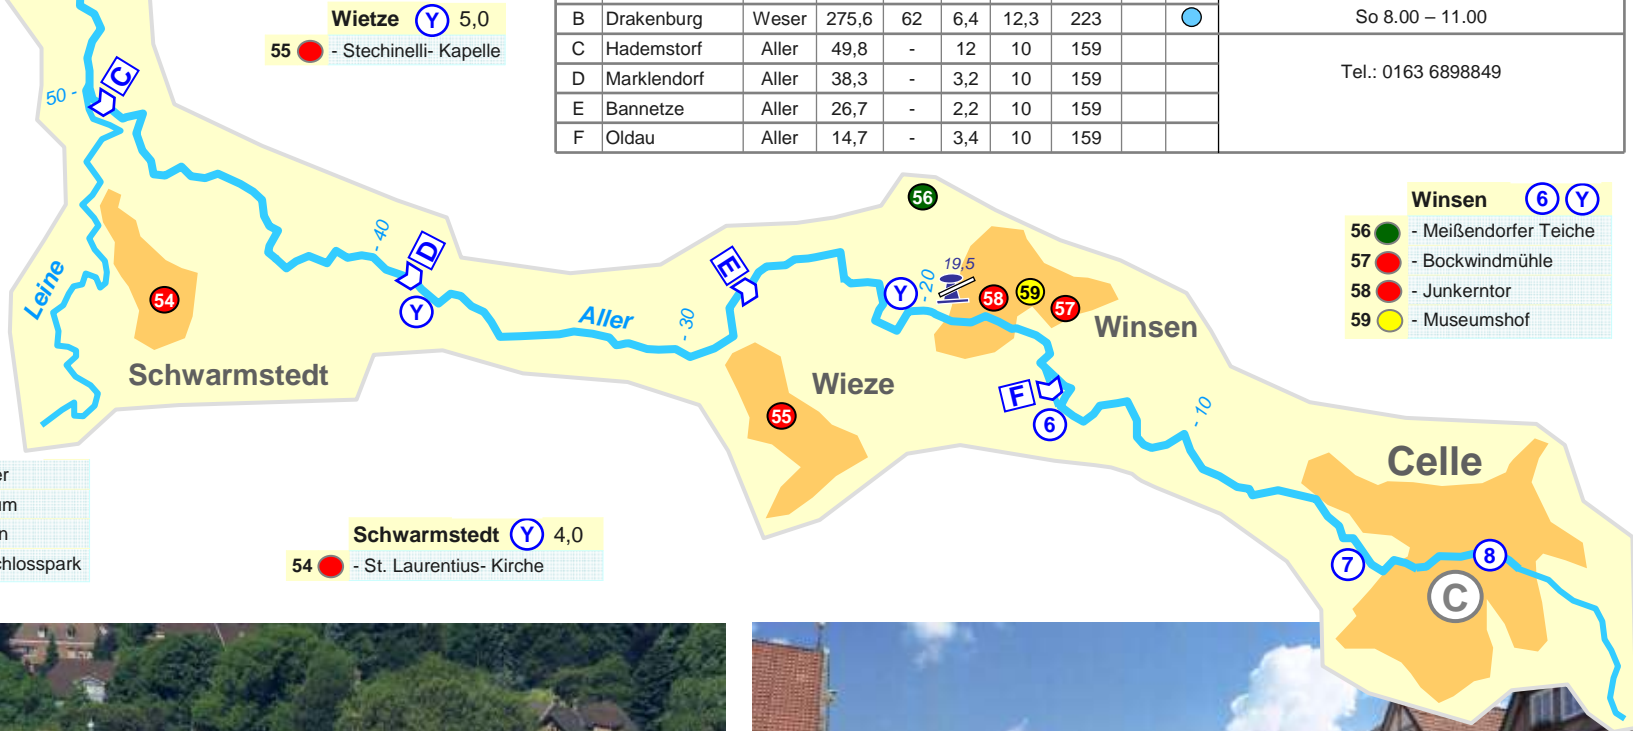 Wietze Y 5,0
55 - Stechinelli- Kapelle
B Drakenburg Weser 275,6 62 6,4 12,3 223
C Hademstorf Aller 49,8 - 12 10 159
D Marklendorf Aller 38,3 - 3,2 10 159
E Bannetze Aller 26,7 - 2,2 10 159
F Oldau Aller 14,7 - 3,4 10 159
So 8.00 – 11.00
Tel.: 0163 6898849
50 -
C
Leine
54
Schwarmstedt
- 40
D
Y
Aller
- 30
E
Y
- 20
19,5
56
58
59
57
Winsen
Wieze
55
F
6
- 10
Celle
7
8
C
Winsen 6 Y
56 - Meißendorfer Teiche
57 - Bockwindmühle
58 - Junkerntor
59 - Museumshof
Schwarmstedt Y 4,0
54 - St. Laurentius- Kirche